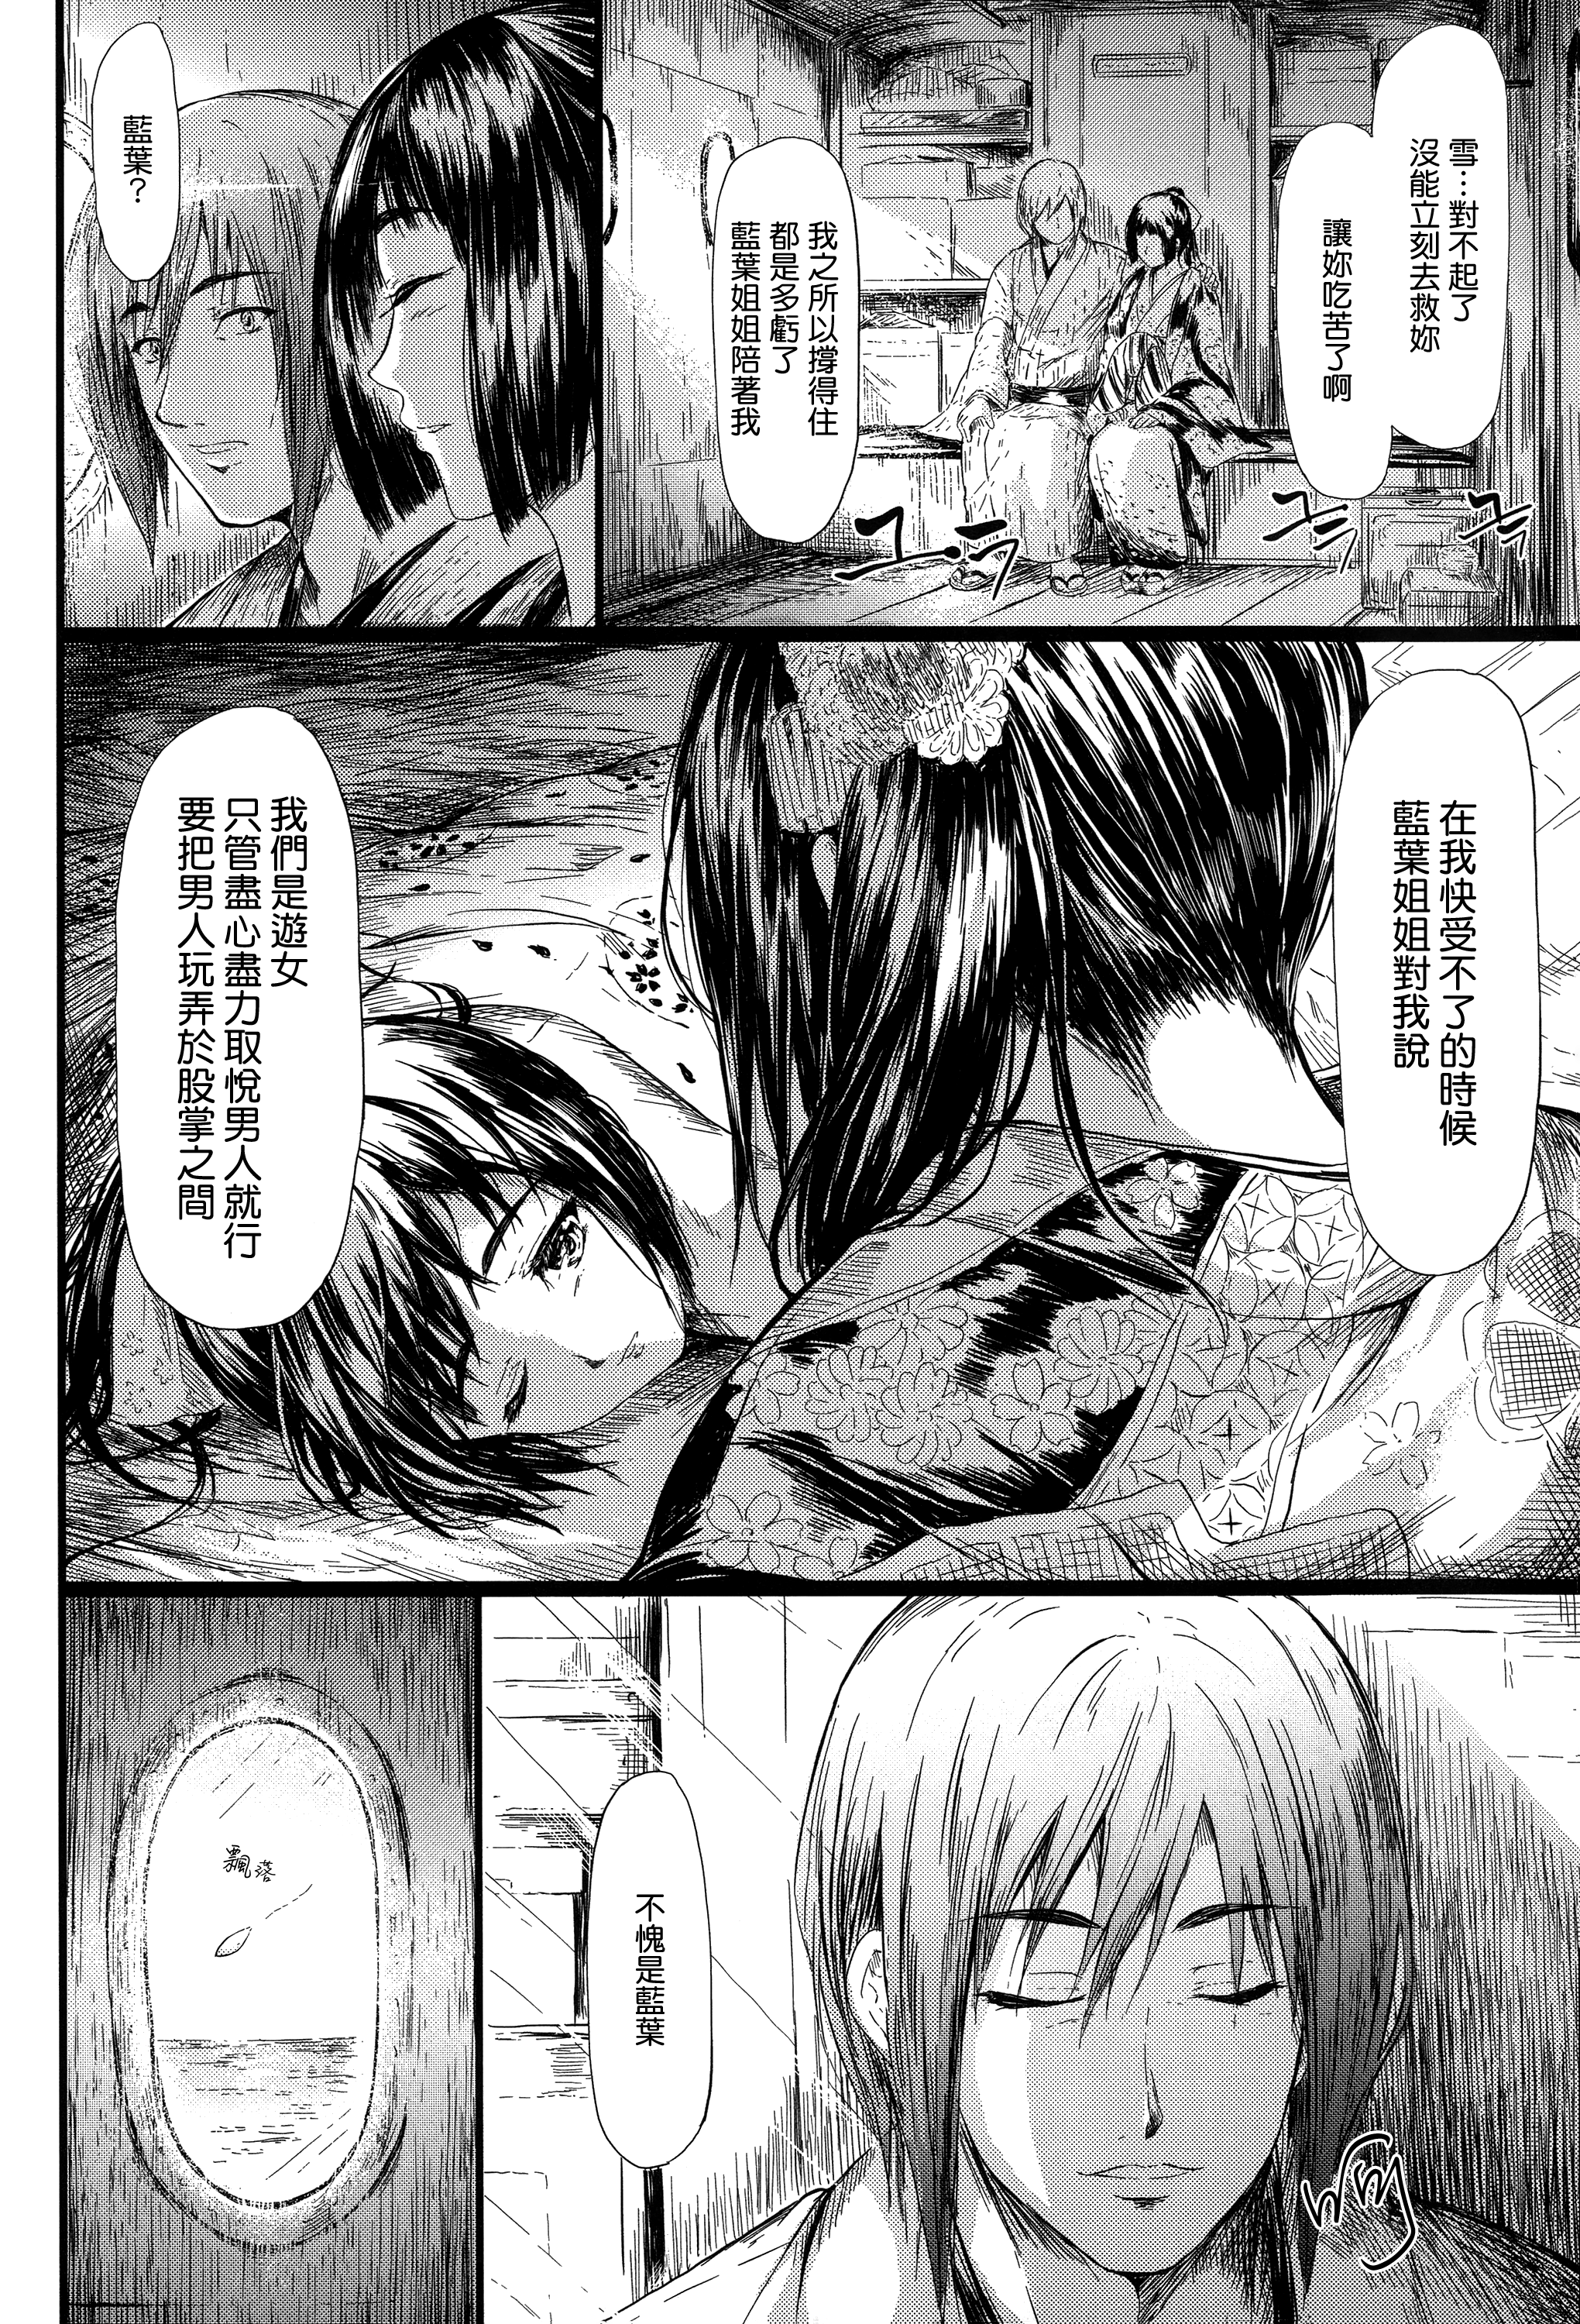 雪…對不起了
沒能立刻去救妳
讓妳吃苦了啊
我之所以撐得住
都是多虧了
藍葉姐姐陪著我
ユラ
ユラ
藍葉？
在我快受不了的時候
藍葉姐姐對我說
我們是遊女
只管盡心盡力取悅男人就行
要把男人玩弄於股掌之間
不愧是藍葉
飄落